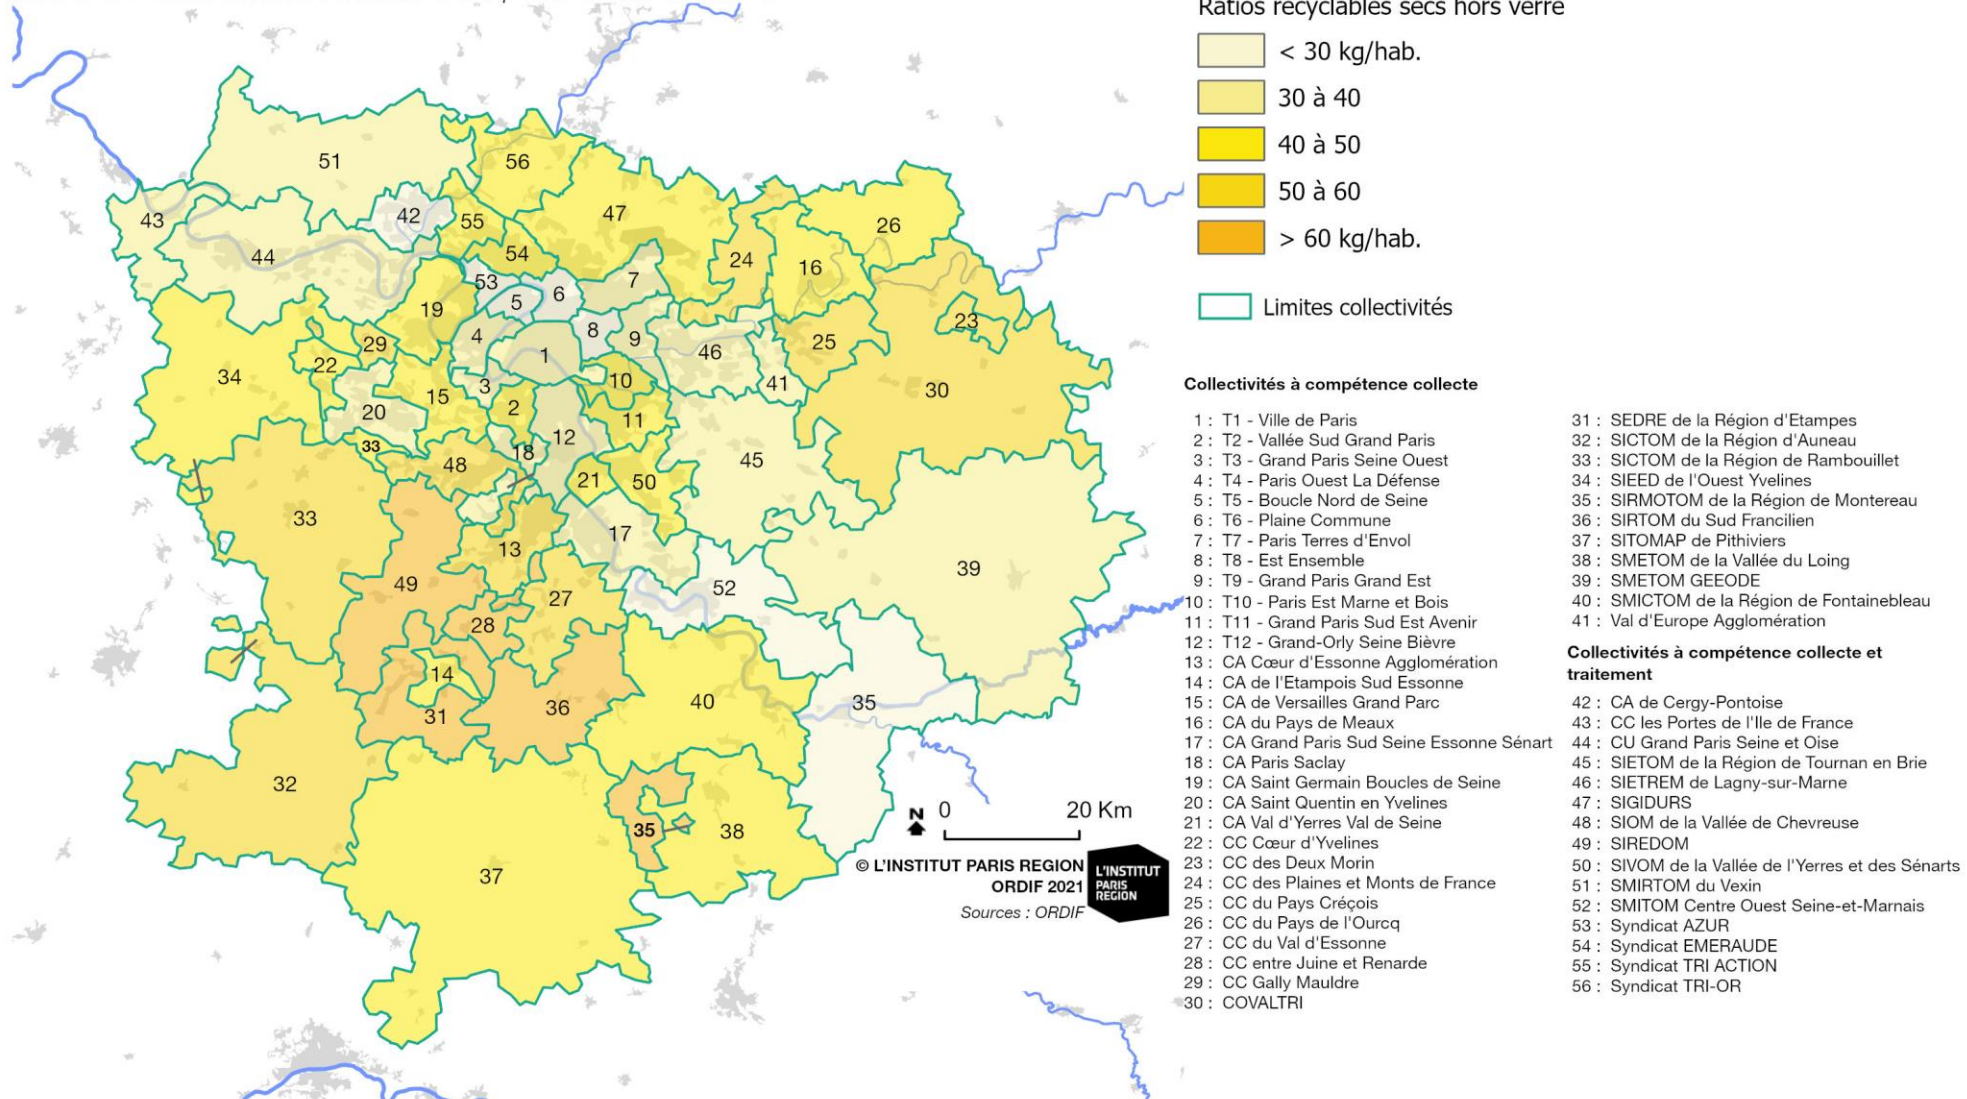 Ratios recyclables secs hors verre
< 30 kg/hab.
30 à 40
40 à 50
50 à 60
> 60 kg/hab.
Limites collectivités
51
56
43
42
55
47
26
44
54
24
16
53
6
7
5
19
23
4
8
9
25
29
1
46
22
34
3
10
41
30
15
20
2
11
33
12
18
45
48
21
50
33
17
13
39
49
52
27
28
14
40
35
31
36
32
35
38
37
N
0
20 Km
© L'INSTITUT PARIS REGION
ORDIF 2021
Sources : ORDIF
L'INSTITUT
PARIS
REGION
Collectivités à compétence collecte
1 : T1 - Ville de Paris
2 : T2 - Vallée Sud Grand Paris
3 : T3 - Grand Paris Seine Ouest
4 : T4 - Paris Ouest La Défense
5 : T5 - Boucle Nord de Seine
6 : T6 - Plaine Commune
7 : T7 - Paris Terres d'Envol
8 : T8 - Est Ensemble
9 : T9 - Grand Paris Grand Est
10 : T10 - Paris Est Marne et Bois
11 : T11 - Grand Paris Sud Est Avenir
12 : T12 - Grand-Orly Seine Bièvre
13 : CA Cœur d'Essonne Agglomération
14 : CA de l'Etampois Sud Essonne
15 : CA de Versailles Grand Parc
16 : CA du Pays de Meaux
17 : CA Grand Paris Sud Seine Essonne Sénart
18 : CA Paris Saclay
19 : CA Saint Germain Boucles de Seine
20 : CA Saint Quentin en Yvelines
21 : CA Val d'Yerres Val de Seine
22 : CC Cœur d'Yvelines
23 : CC des Deux Morin
24 : CC des Plaines et Monts de France
25 : CC du Pays Créçois
26 : CC du Pays de l'Ourcq
27 : CC du Val d'Essonne
28 : CC entre Juine et Renarde
29 : CC Gally Mauldre
30 : COVALTRI
31 : SEDRE de la Région d'Etampes
32 : SICTOM de la Région d'Auneau
33 : SICTOM de la Région de Rambouillet
34 : SIEED de l'Ouest Yvelines
35 : SIRMOTOM de la Région de Montereau
36 : SIRTOM du Sud Francilien
37 : SITOMAP de Pithiviers
38 : SMETOM de la Vallée du Loing
39 : SMETOM GEEODE
40 : SMICTOM de la Région de Fontainebleau
41 : Val d'Europe Agglomération
Collectivités à compétence collecte et
traitement
42 : CA de Cergy-Pontoise
43 : CC les Portes de l'Ile de France
44 : CU Grand Paris Seine et Oise
45 : SIETOM de la Région de Tournan en Brie
46 : SIETREM de Lagny-sur-Marne
47 : SIGIDURS
48 : SIOM de la Vallée de Chevreuse
49 : SIREDOM
50 : SIVOM de la Vallée de l'Yerres et des Sénarts
51 : SMIRTOM du Vexin
52 : SMITOM Centre Ouest Seine-et-Marnais
53 : Syndicat AZUR
54 : Syndicat EMERAUDE
55 : Syndicat TRI ACTION
56 : Syndicat TRI-OR